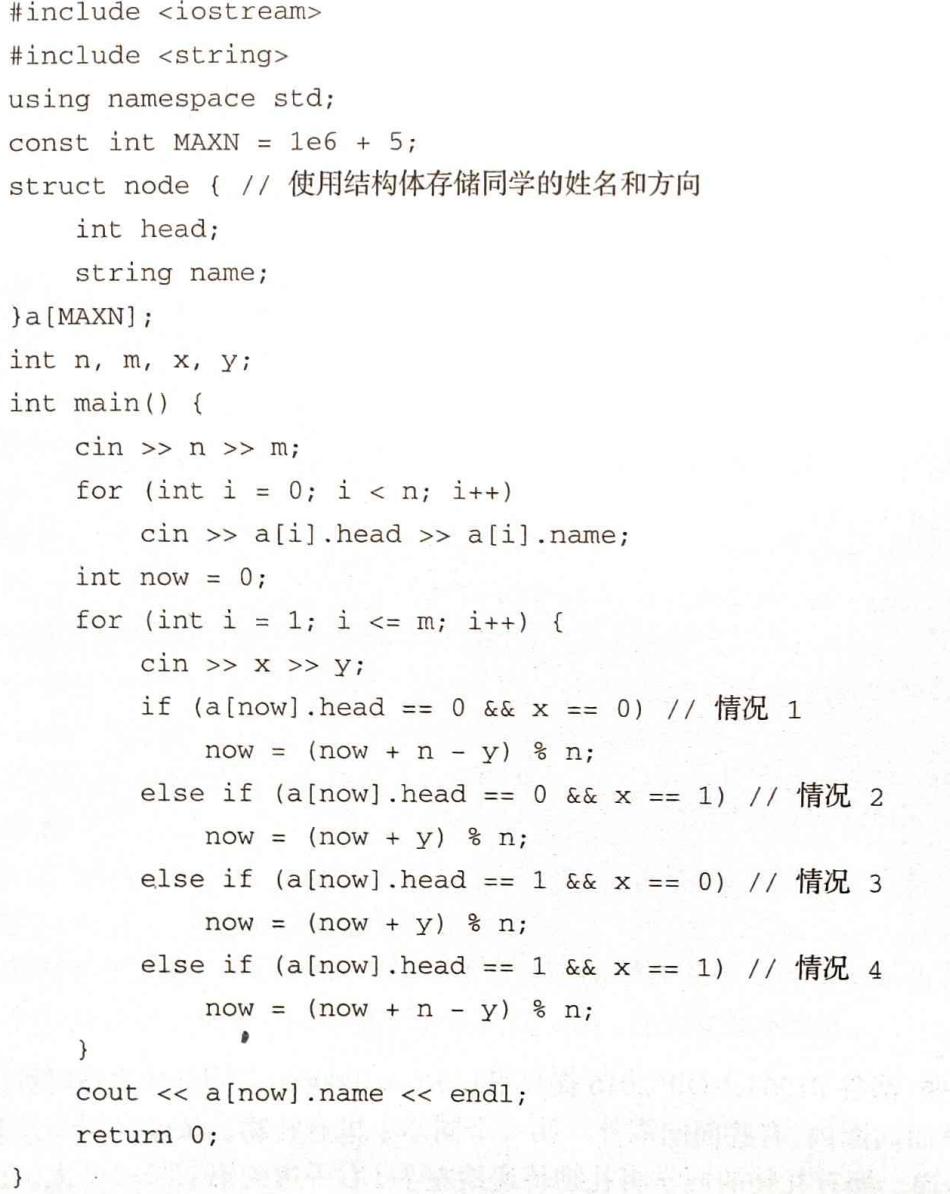 #include <iostream>
#include <string>
using namespace std;
const int MAXN = 1e6 + 5;
struct node { // 使用结构体存储同学的姓名和方向
    int head;
    string name;
}a[MAXN];
int n, m, x, y;
int main() {
    cin >> n >> m;
    for (int i = 0; i < n; i++)
        cin >> a[i].head >> a[i].name;
    int now = 0;
    for (int i = 1; i <= m; i++) {
        cin >> x >> y;
        if (a[now].head == 0 && x == 0) // 情况 1
            now = (now + n - y) % n;
        else if (a[now].head == 0 && x == 1) // 情况 2
            now = (now + y) % n;
        else if (a[now].head == 1 && x == 0) // 情况 3
            now = (now + y) % n;
        else if (a[now].head == 1 && x == 1) // 情况 4
            now = (now + n - y) % n;
    }
    cout << a[now].name << endl;
    return 0;
}